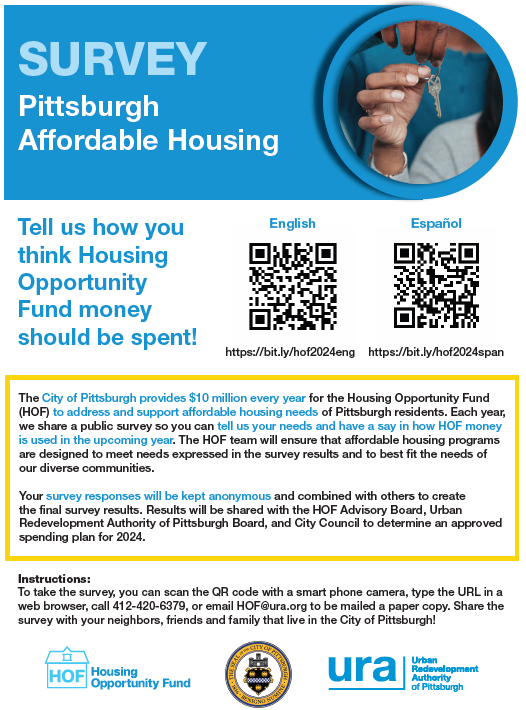 SURVEY
Pittsburgh
Affordable Housing
Tell us how you
think Housing
Opportunity
Fund money
should be spent!
English
https://bit.ly/hof2024eng
Español
https://bit.ly/hof2024span
The City of Pittsburgh provides $10 million every year for the Housing Opportunity Fund
(HOF) to address and support affordable housing needs of Pittsburgh residents. Each year,
we share a public survey so you can tell us your needs and have a say in how HOF money
is used in the upcoming year. The HOF team will ensure that affordable housing programs
are designed to meet needs expressed in the survey results and to best fit the needs of
our diverse communities.
Your survey responses will be kept anonymous and combined with others to create
the final survey results. Results will be shared with the HOF Advisory Board, Urban
Redevelopment Authority of Pittsburgh Board, and City Council to determine an approved
spending plan for 2024.
Instructions:
To take the survey, you can scan the QR code with a smart phone camera, type the URL in a
web browser, call 412-420-6379, or email HOF@ura.org to be mailed a paper copy. Share the
survey with your neighbors, friends and family that live in the City of Pittsburgh!
HOF Housing
Opportunity Fund
THE SEAL OF THE CITY OF PITTSBURGH
BENIGNO NUMINE
ura
Urban
Redevelopment
Authority
of Pittsburgh